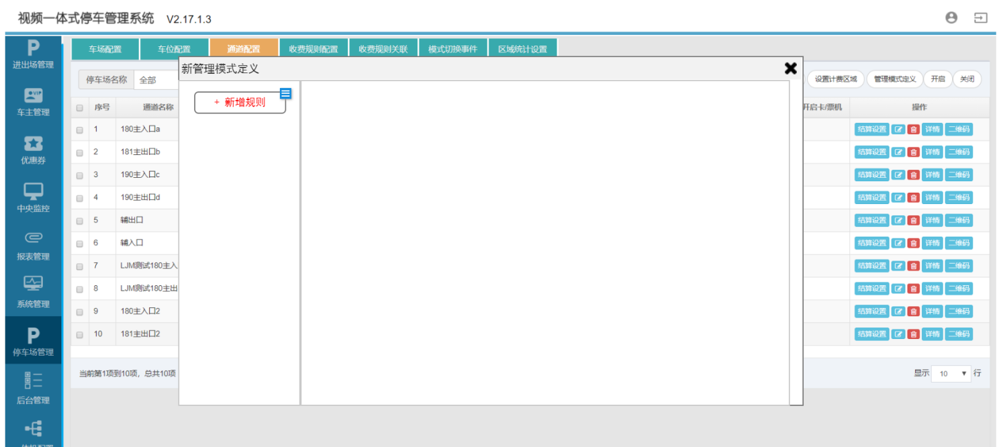 视频一体式停车管理系统 V2.17.1.3
进出场管理
车主管理
优惠券
中央监控
报表管理
系统管理
停车场管理
后台管理
车场配置 车位配置 通道配置 收费规则配置 收费规则关联 模式切换事件 区域统计设置
停车场名称 全部
设置计费区域 管理模式定义 开启 关闭
新管理模式定义
+ 新增规则
序号 通道名称 开启卡/票机 操作
1 180主入口a 结算设置 详情 二维码
2 181主出口b 结算设置 详情 二维码
3 190主入口c 结算设置 详情 二维码
4 190主出口d 结算设置 详情 二维码
5 辅出口 结算设置 详情 二维码
6 辅入口 结算设置 详情 二维码
7 LJM测试180主入 结算设置 详情 二维码
8 LJM测试180主出 结算设置 详情 二维码
9 180主入口2 结算设置 详情 二维码
10 181主出口2 结算设置 详情 二维码
当前第1项到10项，总共10项
显示 10 行